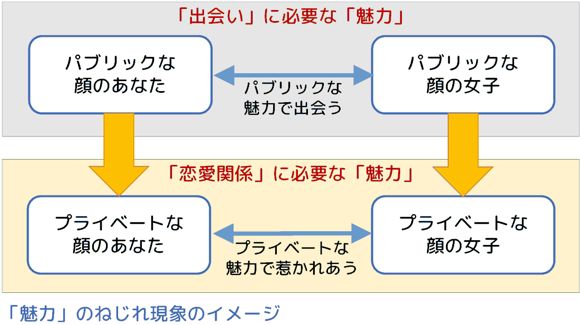 「出会い」に必要な「魅力」
パブリックな
顔のあなた
パブリックな
魅力で出会う
パブリックな
顔の女子
「恋愛関係」に必要な「魅力」
プライベートな
顔のあなた
プライベートな
魅力で惹かれあう
プライベートな
顔の女子
「魅力」のねじれ現象のイメージ